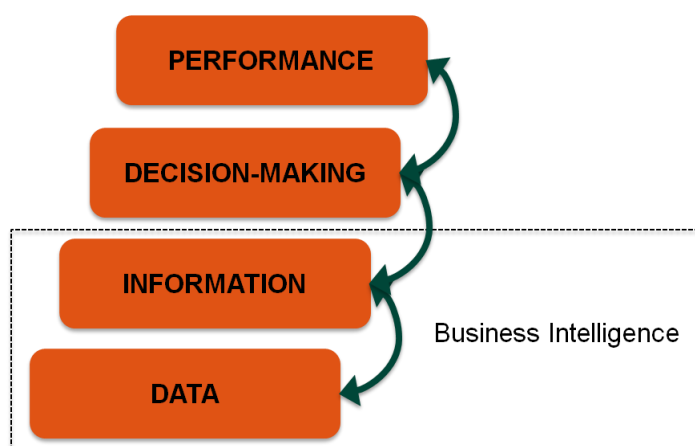 PERFORMANCE
DECISION-MAKING
INFORMATION
Business Intelligence
DATA